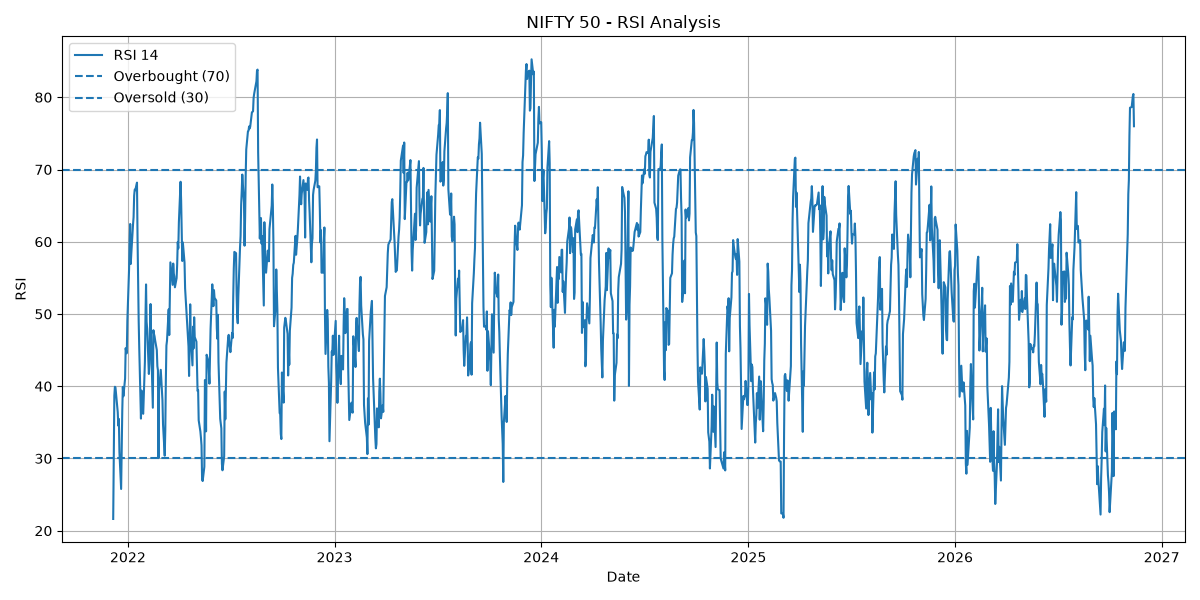 NIFTY 50 - RSI Analysis
RSI 14
Overbought (70)
Oversold (30)
80
70
60
50
40
30
20
RSI
2022 2023 2024 2025 2026 2027
Date